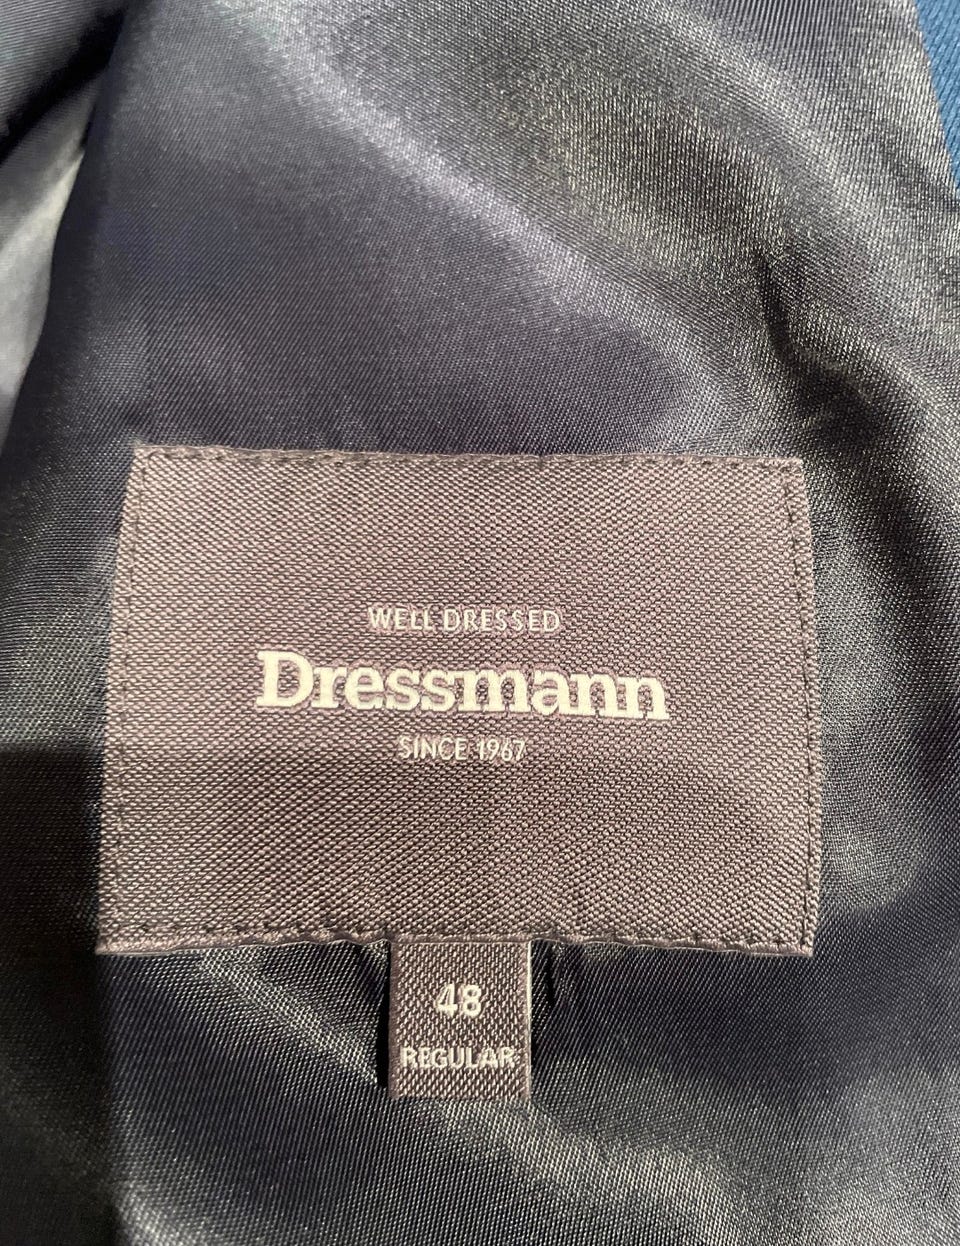 WELL DRESSED
Dressmann
SINCE 1967
48
REGULAR